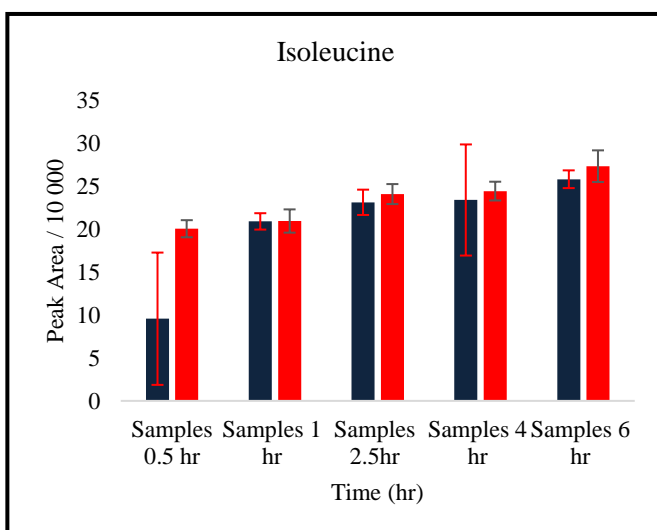 Isoleucine
35
30
25
20
15
10
5
0
Peak Area / 10 000
Samples Samples 1 Samples Samples 4 Samples 6
0.5 hr hr 2.5hr hr hr
Time (hr)